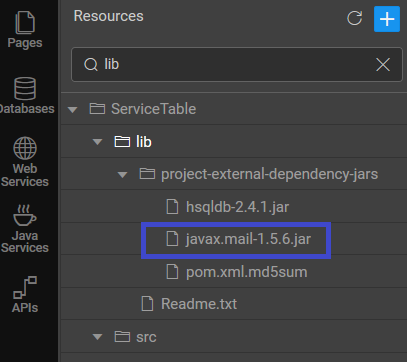 Pages
Databases
Web
Services
Java
Services
APIs
Resources
lib
ServiceTable
lib
project-external-dependency-jars
hsqldb-2.4.1.jar
javax.mail-1.5.6.jar
pom.xml.md5sum
Readme.txt
src